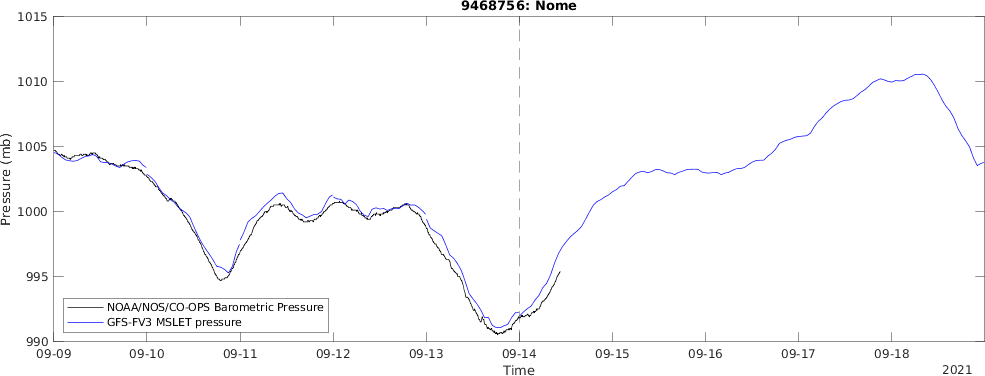 9468756: Nome
1015
1010
1005
1000
995
990
Pressure (mb)
NOAA/NOS/CO-OPS Barometric Pressure
GFS-FV3 MSLET pressure
09-09 09-10 09-11 09-12 09-13 09-14 09-15 09-16 09-17 09-18
Time
2021